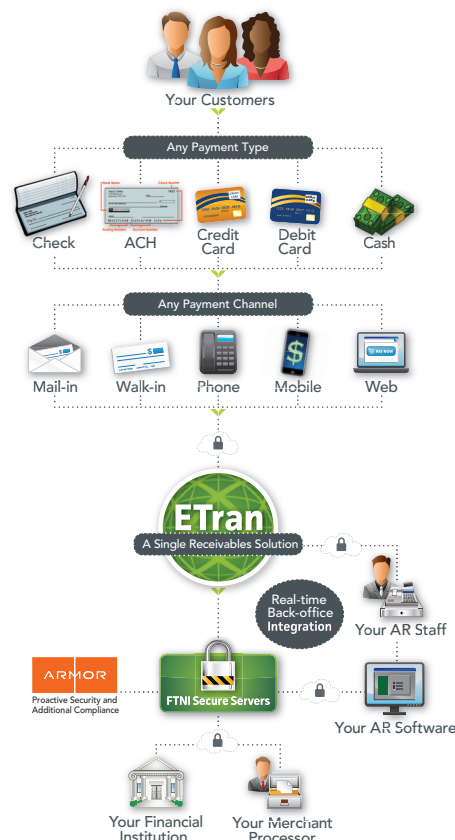 Your Customers
Any Payment Type
Check
ACH
Credit
Card
Debit
Card
Cash
Any Payment Channel
Mail-in
Walk-in
Phone
Mobile
PAY NOW
Web
ETran
A Single Receivables Solution
Real-time
Back-office
Integration
Your AR Staff
ARMOR
Proactive Security and
Additional Compliance
FTNI Secure Servers
Your AR Software
Your Financial
Institution
Your Merchant
Processor